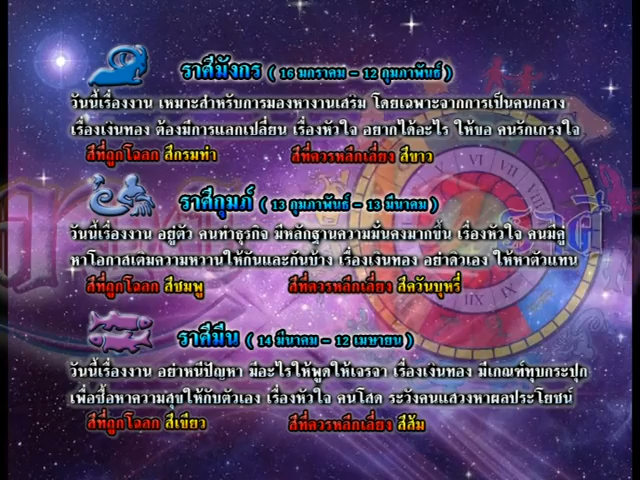 ราศีมังกร ( 16 มกราคม - 12 กุมภาพันธ์ )
วันนี้เรื่องงาน เหมาะสำหรับการมองหางานเสริม โดยเฉพาะจากการเป็นคนกลาง
เรื่องเงินทอง ต้องมีการแลกเปลี่ยน เรื่องหัวใจ อยากได้อะไร ให้ขอ คนรักเกรงใจ
สีที่ถูกโฉลก สีกรมท่า สีที่ควรหลีกเลี่ยง สีขาว
ราศีกุมภ์ ( 13 กุมภาพันธ์ - 13 มีนาคม )
วันนี้เรื่องงาน อยู่ตัว คนทำธุรกิจ มีหลักฐานความมั่นคงมากขึ้น เรื่องหัวใจ คนมีคู่
หาโอกาสเติมความหวานให้กันและกันบ้าง เรื่องเงินทอง อย่าทำเอง ให้หาตัวแทน
สีที่ถูกโฉลก สีชมพู สีที่ควรหลีกเลี่ยง สีควันบุหรี่
ราศีมีน ( 14 มีนาคม - 12 เมษายน )
วันนี้เรื่องงาน อย่าหนีปัญหา มีอะไรให้พูดให้เจรจา เรื่องเงินทอง มีเกณฑ์ทุบกระปุก
เพื่อซื้อหาความสุขให้กับตัวเอง เรื่องหัวใจ คนโสด ระวังคนแสวงหาผลประโยชน์
สีที่ถูกโฉลก สีเขียว สีที่ควรหลีกเลี่ยง สีส้ม